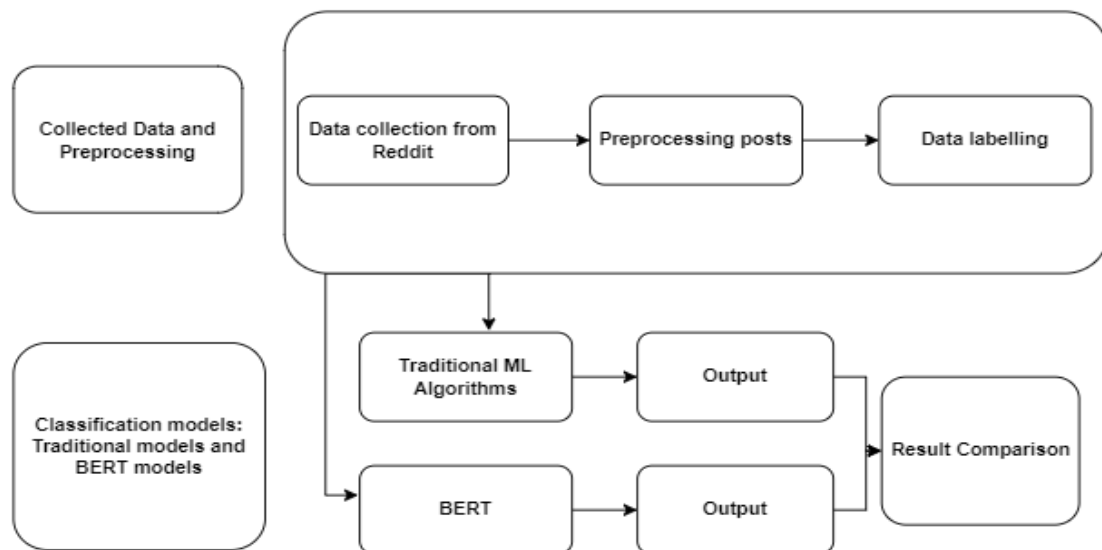 Collected Data and
Preprocessing
Data collection from
Reddit
Preprocessing posts
Data labelling
Classification models:
Traditional models and
BERT models
Traditional ML
Algorithms
Output
BERT
Output
Result Comparison